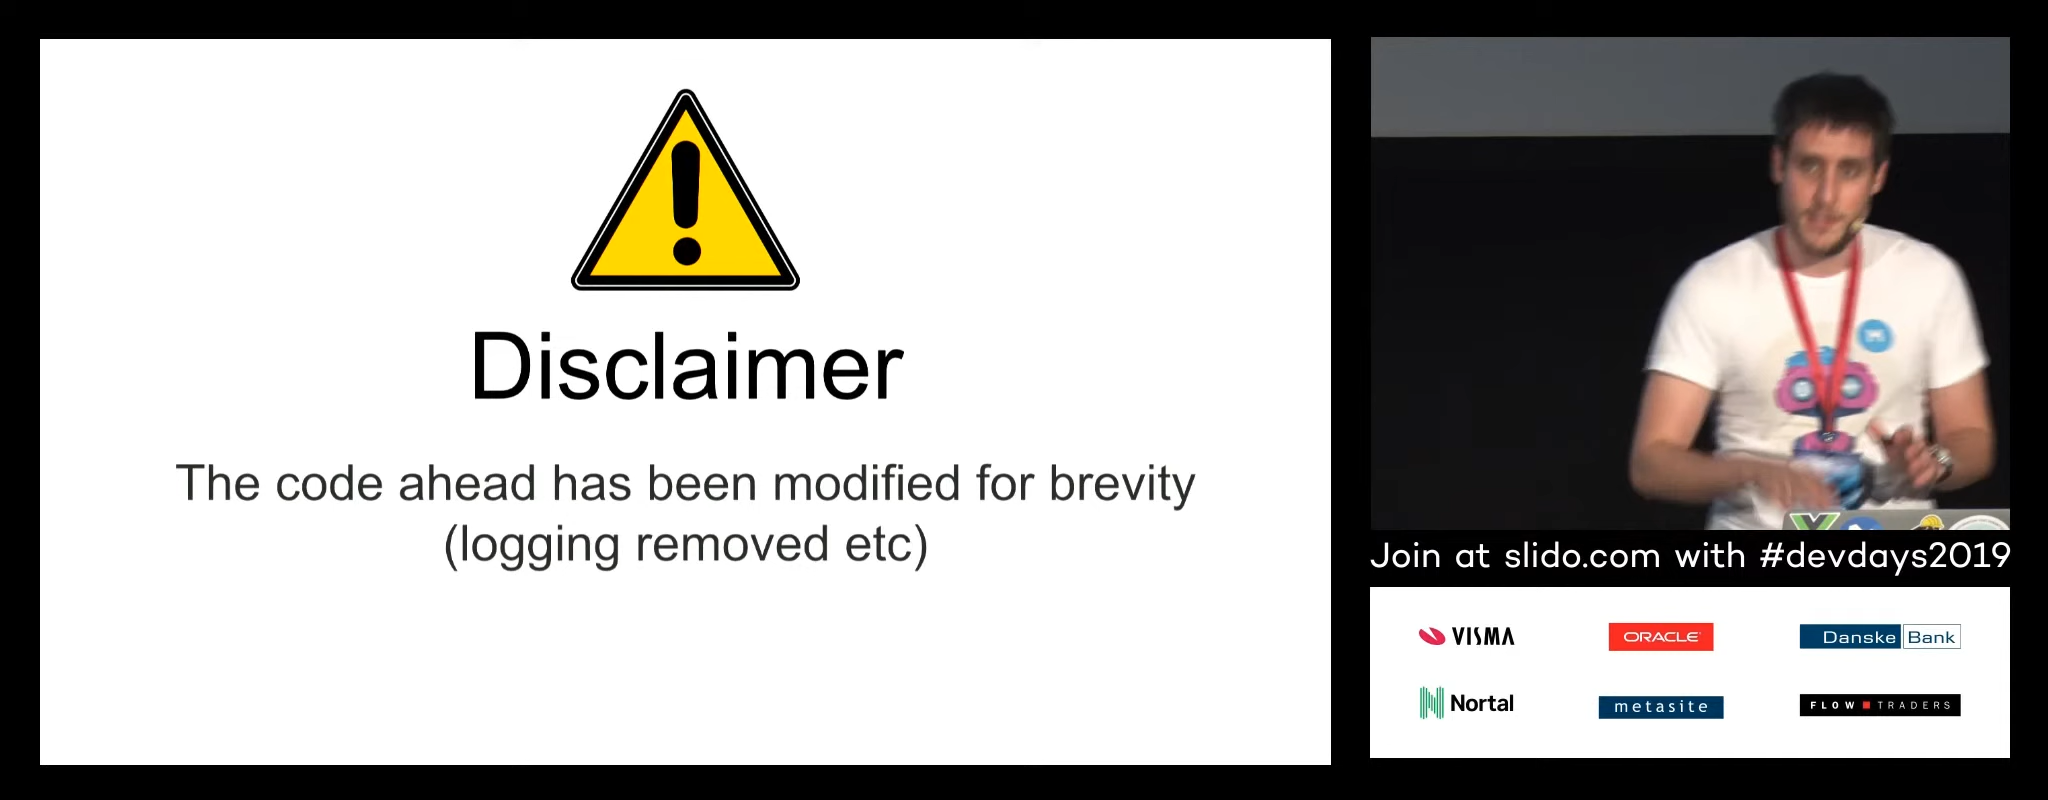 Disclaimer
The code ahead has been modified for brevity
(logging removed etc)
Join at slido.com with #devdays2019
VISMA
ORACLE
Danske Bank
Nortal
metasite
FLOW TRADERS